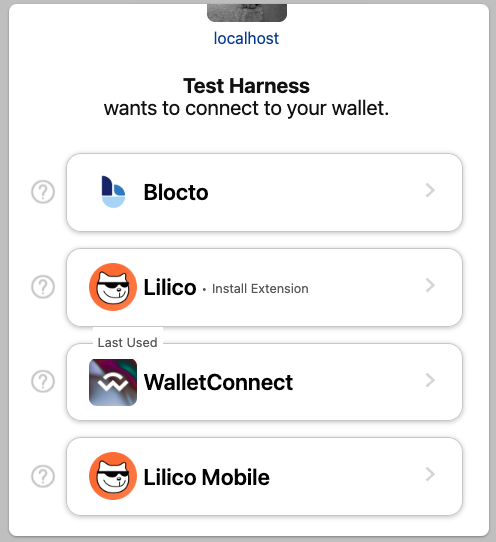 localhost
Test Harness
wants to connect to your wallet.
Blocto
Lilico • Install Extension
Last Used
WalletConnect
Lilico Mobile